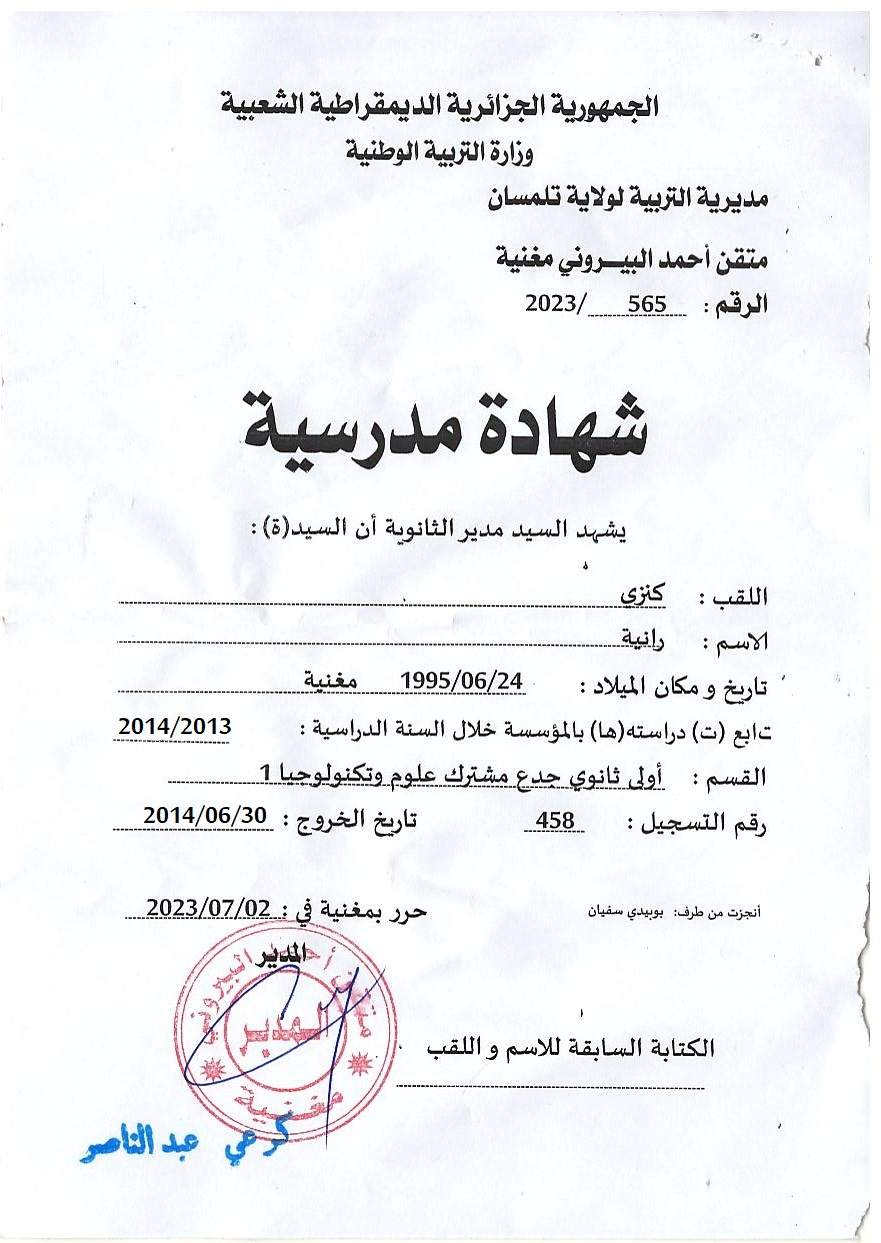 الجمهورية الجزائرية الديمقراطية الشعبية
وزارة التربية الوطنية
مديرية التربية لولاية تلمسان
متقن أحمد البيـــروني مغنية
الرقم : 565 /2023
شهادة مدرسية
يشهد السيد مدير الثانوية أن السيد(ة) :
اللقب : كنزي
الاسم : رانية
تاريخ و مكان الميلاد : 1995/06/24 مغنية
تابع (ت) دراسته(ها) بالمؤسسة خلال السنة الدراسية : 2014/2013
القسم : أولى ثانوي جدع مشترك علوم وتكنولوجيا 1
رقم التسجيل : 458 تاريخ الخروج : 2014/06/30
أنجزت من طرف: بوبيدي سفيان حرر بمغنية في : 2023/07/02
المدير
متقن أحمد البيروني
المدير
مغنية
الكتابة السابقة للاسم و اللقب
كرعي عبد الناصر